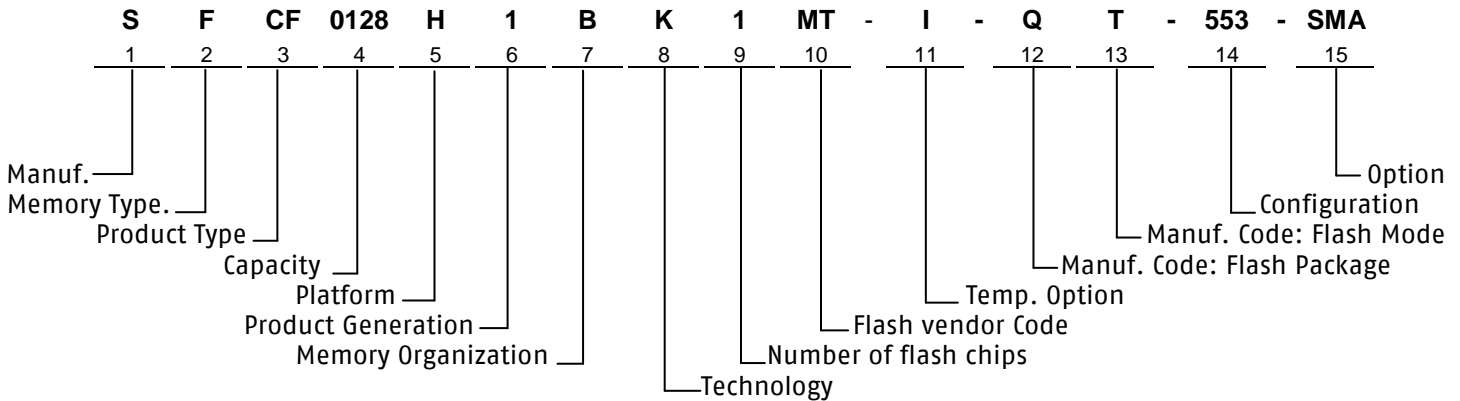 S F CF 0128 H 1 B K 1 MT - I - Q T - 553 - SMA
1 2 3 4 5 6 7 8 9 10 11 12 13 14 15
Manuf. Option
Memory Type. Configuration
Product Type Manuf. Code: Flash Mode
Capacity Manuf. Code: Flash Package
Platform Temp. Option
Product Generation Flash vendor Code
Memory Organization Number of flash chips
Technology